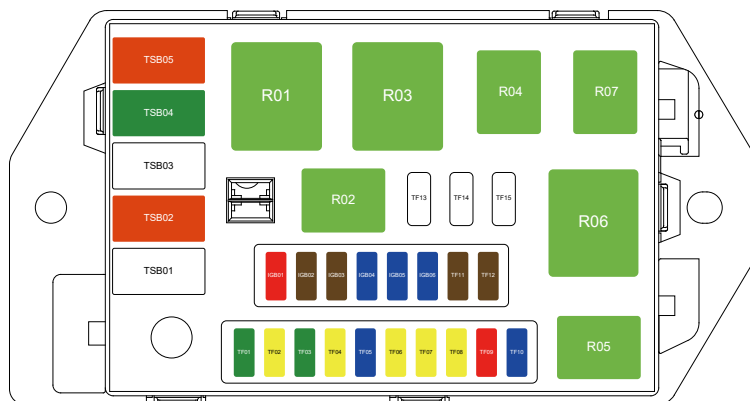 TSB05
TSB04
TSB03
TSB02
TSB01
R01
R03
R04
R07
R02
TF13
TF14
TF15
R06
IGB01
IGB02
IGB03
IGB04
IGB05
IGB06
TF11
TF12
TF01
TF02
TF03
TF04
TF05
TF06
TF07
TF08
TF09
TF10
R05